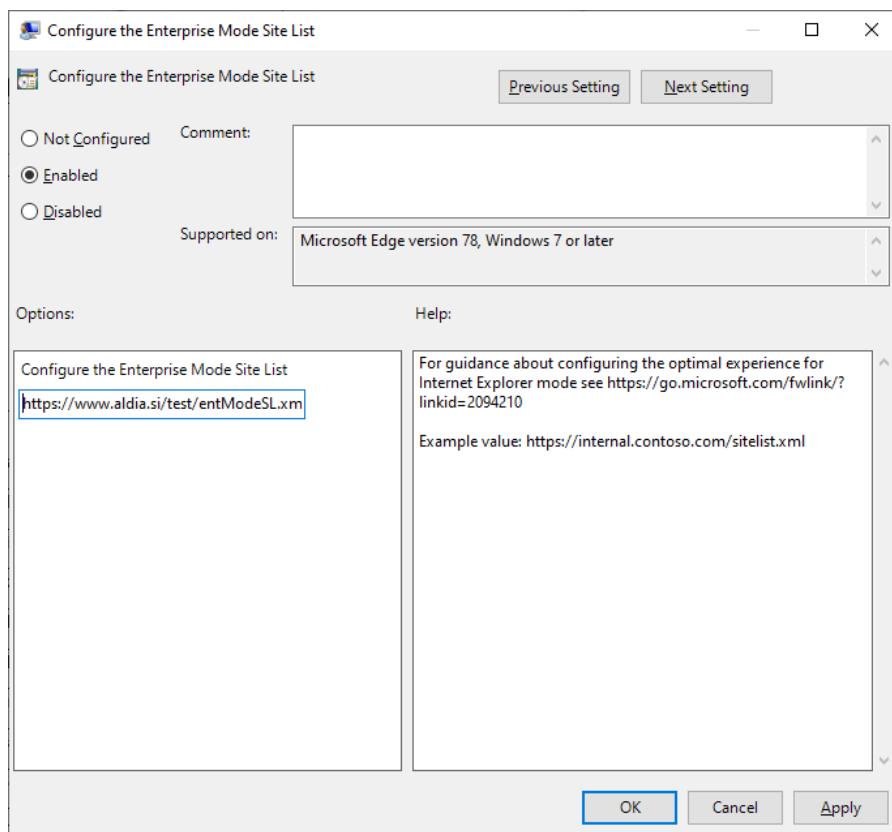 Configure the Enterprise Mode Site List
Configure the Enterprise Mode Site List
Previous Setting
Next Setting
Not Configured
Comment:
Enabled
Disabled
Supported on:
Microsoft Edge version 78, Windows 7 or later
Options:
Help:
Configure the Enterprise Mode Site List
https://www.aldia.si/test/entModeSL.xm
For guidance about configuring the optimal experience for
Internet Explorer mode see https://go.microsoft.com/fwlink/?
linkid=2094210
Example value: https://internal.contoso.com/sitelist.xml
OK
Cancel
Apply